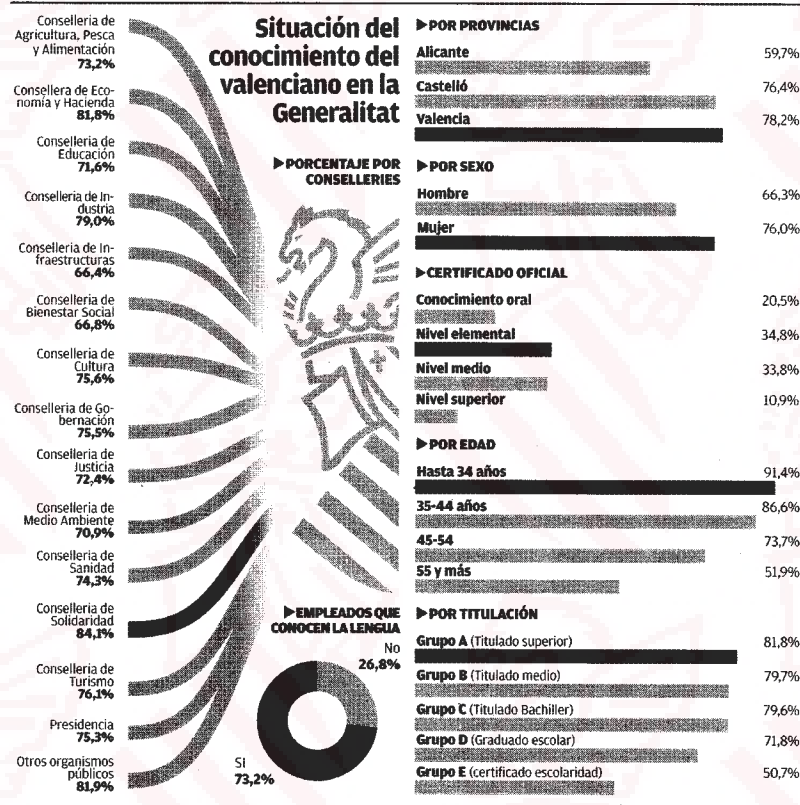 Situación del
conocimiento del
valenciano en la
Generalitat
▶PORCENTAJE POR
CONSELLERIES
Conselleria de
Agricultura, Pesca
y Alimentación
73,2%
Consellera de Eco-
nomía y Hacienda
81,8%
Conselleria de
Educación
71,6%
Conselleria de In-
dustria
79,0%
Conselleria de In-
fraestructuras
66,4%
Conselleria de
Bienestar Social
66,8%
Conselleria de
Cultura
75,6%
Conselleria de Go-
bernación
75,5%
Conselleria de
Justicia
72,4%
Conselleria de
Medio Ambiente
70,9%
Conselleria de
Sanidad
74,3%
Conselleria de
Solidaridad
84,1%
Conselleria de
Turismo
76,1%
Presidencia
75,3%
Otros organismos
públicos
81,9%
▶EMPLEADOS QUE
CONOCEN LA LENGUA
No
26,8%
SI
73,2%
▶POR PROVINCIAS
Alicante 59,7%
Castelló 76,4%
Valencia 78,2%
▶POR SEXO
Hombre 66,3%
Mujer 76,0%
▶CERTIFICADO OFICIAL
Conocimiento oral 20,5%
Nivel elemental 34,8%
Nivel medio 33,8%
Nivel superior 10,9%
▶POR EDAD
Hasta 34 años 91,4%
35-44 años 86,6%
45-54 73,7%
55 y más 51,9%
▶POR TITULACIÓN
Grupo A (Titulado superior) 81,8%
Grupo B (Titulado medio) 79,7%
Grupo C (Titulado Bachiller) 79,6%
Grupo D (Graduado escolar) 71,8%
Grupo E (certificado escolaridad) 50,7%